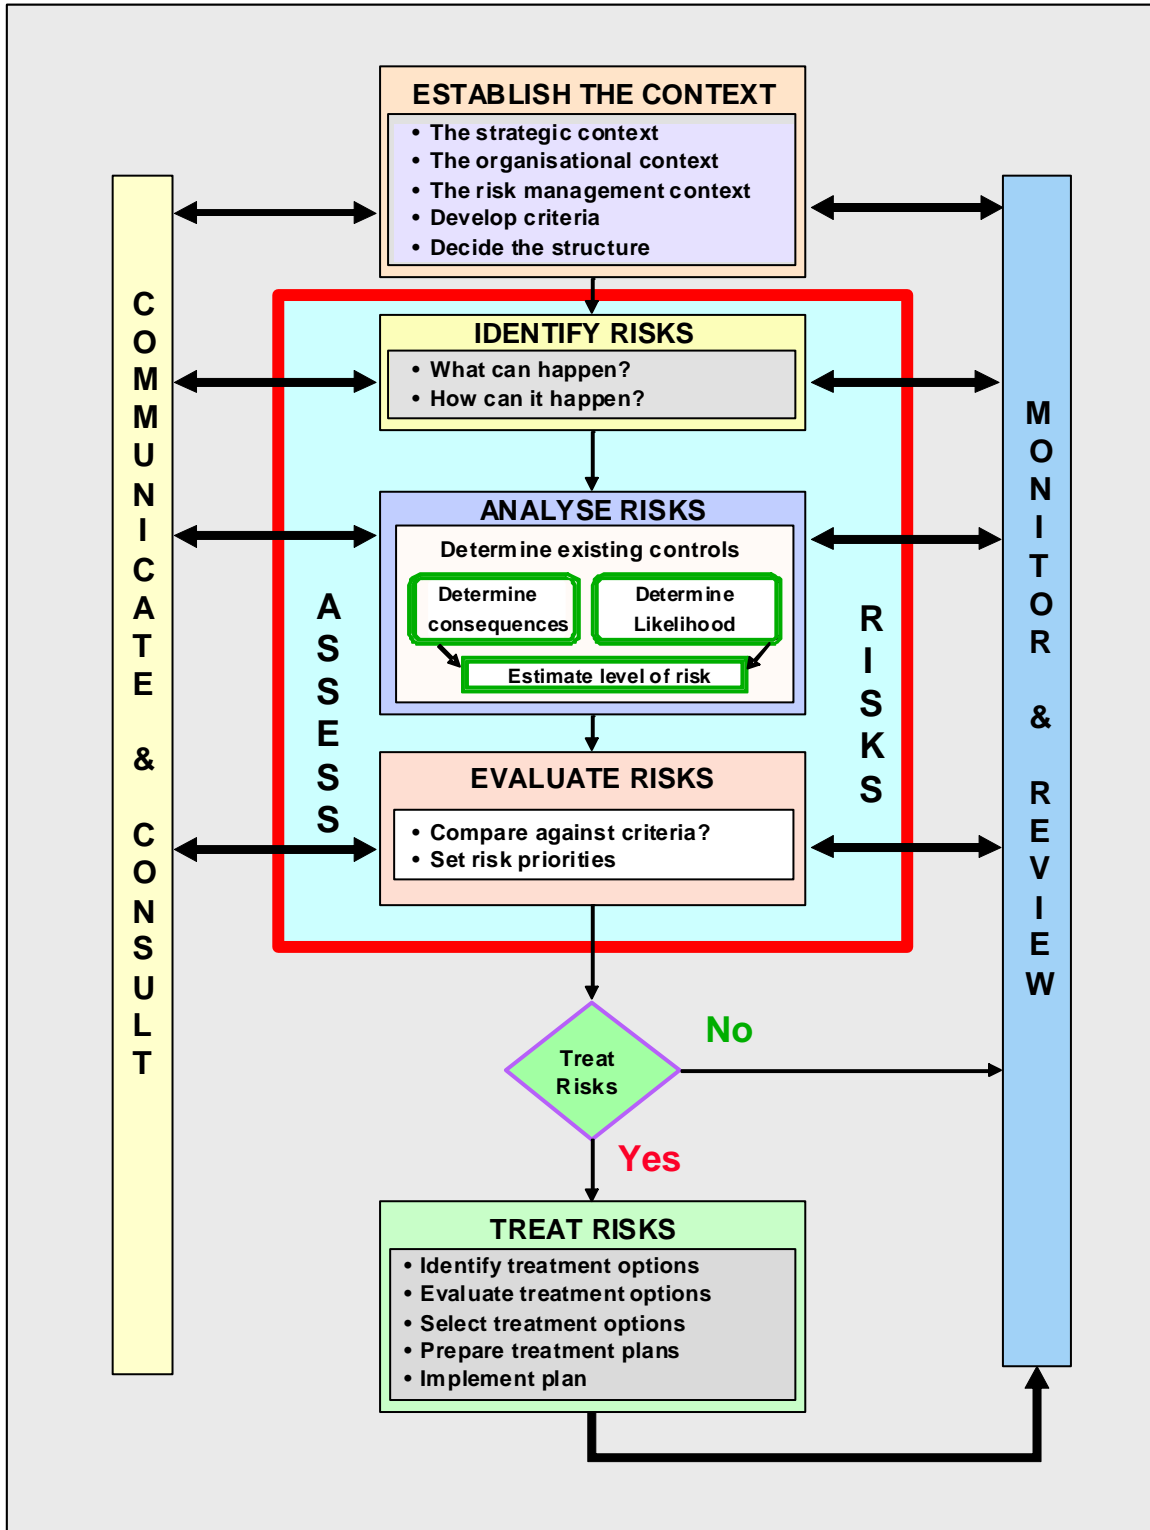 ESTABLISH THE CONTEXT
• The strategic context
• The organisational context
• The risk management context
• Develop criteria
• Decide the structure
COMMUNICATE & CONSULT
IDENTIFY RISKS
• What can happen?
• How can it happen?
MONITOR & REVIEW
ANALYSE RISKS
Determine existing controls
Determine
consequences
Determine
Likelihood
Estimate level of risk
ASSESS
RISKS
EVALUATE RISKS
• Compare against criteria?
• Set risk priorities
Treat
Risks
No
Yes
TREAT RISKS
• Identify treatment options
• Evaluate treatment options
• Select treatment options
• Prepare treatment plans
• Implement plan